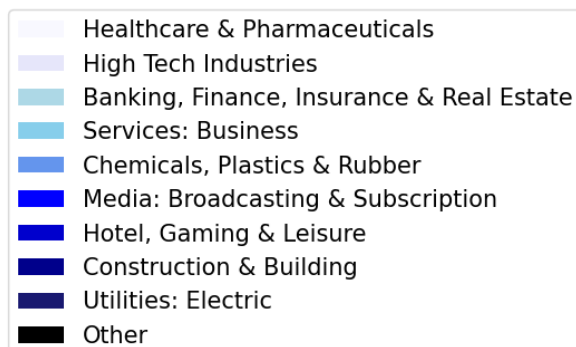 Healthcare & Pharmaceuticals
High Tech Industries
Banking, Finance, Insurance & Real Estate
Services: Business
Chemicals, Plastics & Rubber
Media: Broadcasting & Subscription
Hotel, Gaming & Leisure
Construction & Building
Utilities: Electric
Other